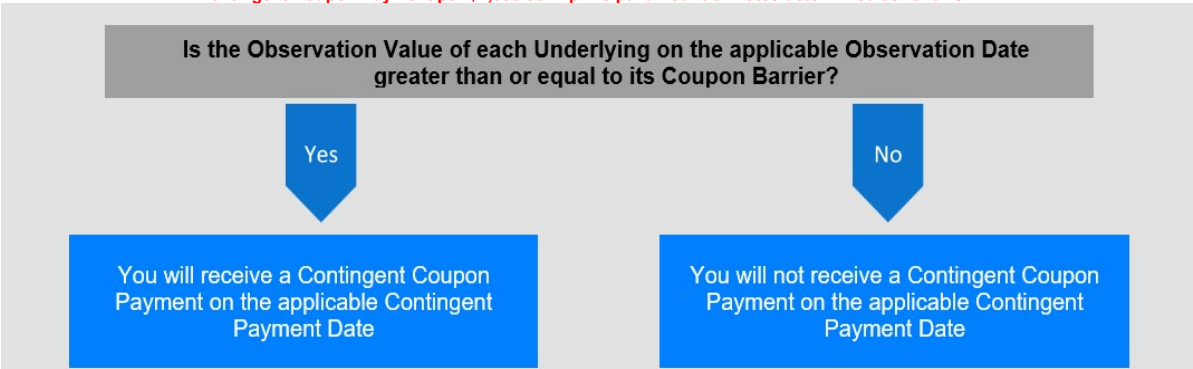 Is the Observation Value of each Underlying on the applicable Observation Date
greater than or equal to its Coupon Barrier?
Yes
No
You will receive a Contingent Coupon
Payment on the applicable Contingent
Payment Date
You will not receive a Contingent Coupon
Payment on the applicable Contingent
Payment Date